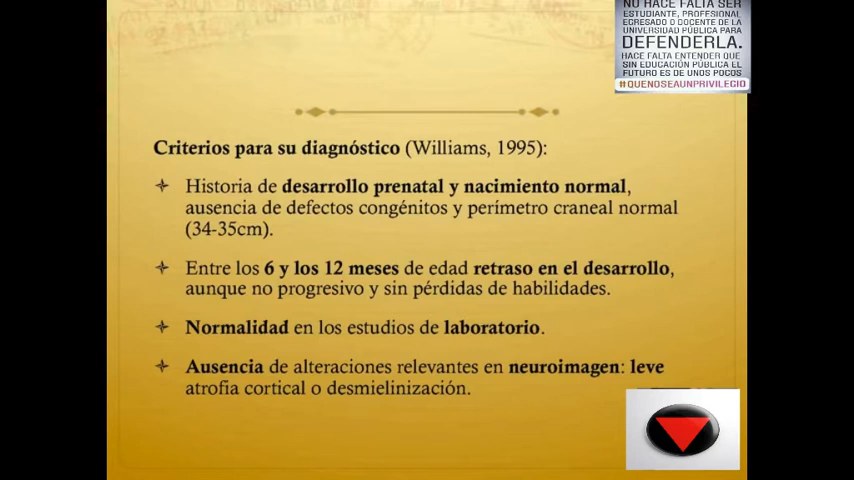 NO HACE FALTA SER
ESTUDIANTE, PROFESIONAL
EGRESADO O DOCENTE DE LA
UNIVERSIDAD PÚBLICA PARA
DEFENDERLA.
HACE FALTA ENTENDER QUE
SIN EDUCACIÓN PÚBLICA EL
FUTURO ES DE UNOS POCOS
#QUENOSEAUNPRIVILEGIO
Criterios para su diagnóstico (Williams, 1995):
Historia de desarrollo prenatal y nacimiento normal,
ausencia de defectos congénitos y perímetro craneal normal
(34-35cm).
Entre los 6 y los 12 meses de edad retraso en el desarrollo,
aunque no progresivo y sin pérdidas de habilidades.
Normalidad en los estudios de laboratorio.
Ausencia de alteraciones relevantes en neuroimagen: leve
atrofia cortical o desmielinización.